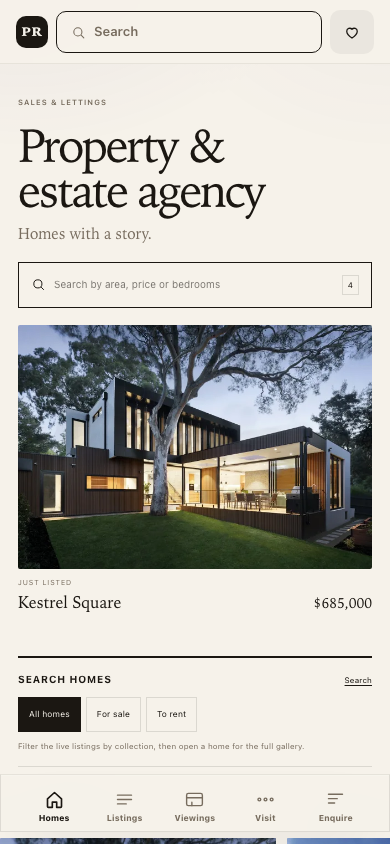 PR
Search
SALES & LETTINGS
Property &
estate agency
Homes with a story.
Search by area, price or bedrooms
4
JUST LISTED
Kestrel Square
$685,000
SEARCH HOMES
Search
All homes
For sale
To rent
Filter the live listings by collection, then open a home for the full gallery.
Homes
Listings
Viewings
Visit
Enquire